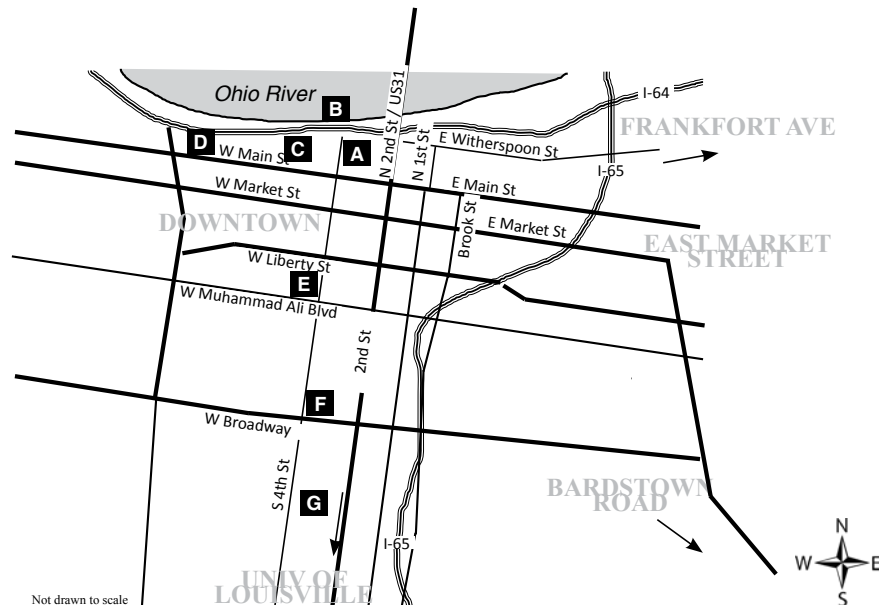 Ohio River
B
I-64
N 2nd St / US31
N 1st St
FRANKFORT AVE
D
C
A
E Witherspoon St
I-65
W Main St
E Main St
W Market St
Brook St
DOWNTOWN
E Market St
EAST MARKET
STREET
W Liberty St
E
W Muhammad Ali Blvd
2nd St
F
W Broadway
S 4th St
G
BARDSTOWN
ROAD
I-65
UNIV OF
LOUISVILLE
N
W
E
S
Not drawn to scale